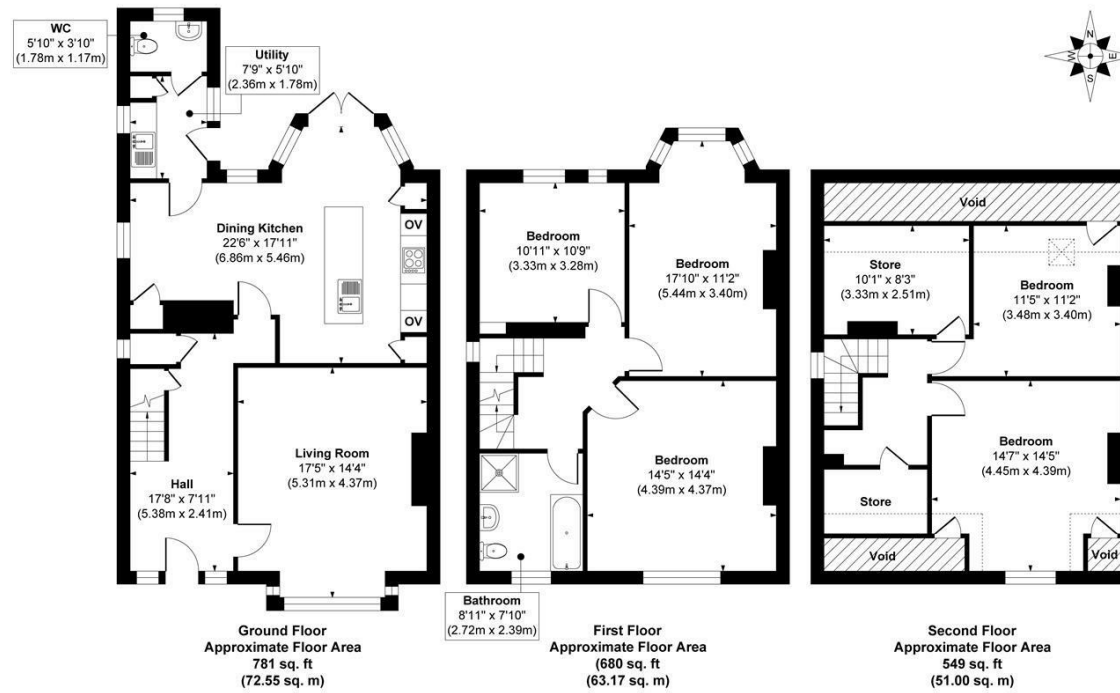 WC
5'10" x 3'10"
(1.78m x 1.17m)
Utility
7'9" x 5'10"
(2.36m x 1.78m)
N
W
E
S
Dining Kitchen
22'6" x 17'11"
(6.86m x 5.46m)
OV
OV
Living Room
17'5" x 14'4"
(5.31m x 4.37m)
Hall
17'8" x 7'11"
(5.38m x 2.41m)
Ground Floor
Approximate Floor Area
781 sq. ft
(72.55 sq. m)
Bedroom
10'11" x 10'9"
(3.33m x 3.28m)
Bedroom
17'10" x 11'2"
(5.44m x 3.40m)
Bedroom
14'5" x 14'4"
(4.39m x 4.37m)
Bathroom
8'11" x 7'10"
(2.72m x 2.39m)
First Floor
Approximate Floor Area
(680 sq. ft
(63.17 sq. m)
Void
Store
10'1" x 8'3"
(3.33m x 2.51m)
Bedroom
11'5" x 11'2"
(3.48m x 3.40m)
Bedroom
14'7" x 14'5"
(4.45m x 4.39m)
Store
Void
Void
Second Floor
Approximate Floor Area
549 sq. ft
(51.00 sq. m)